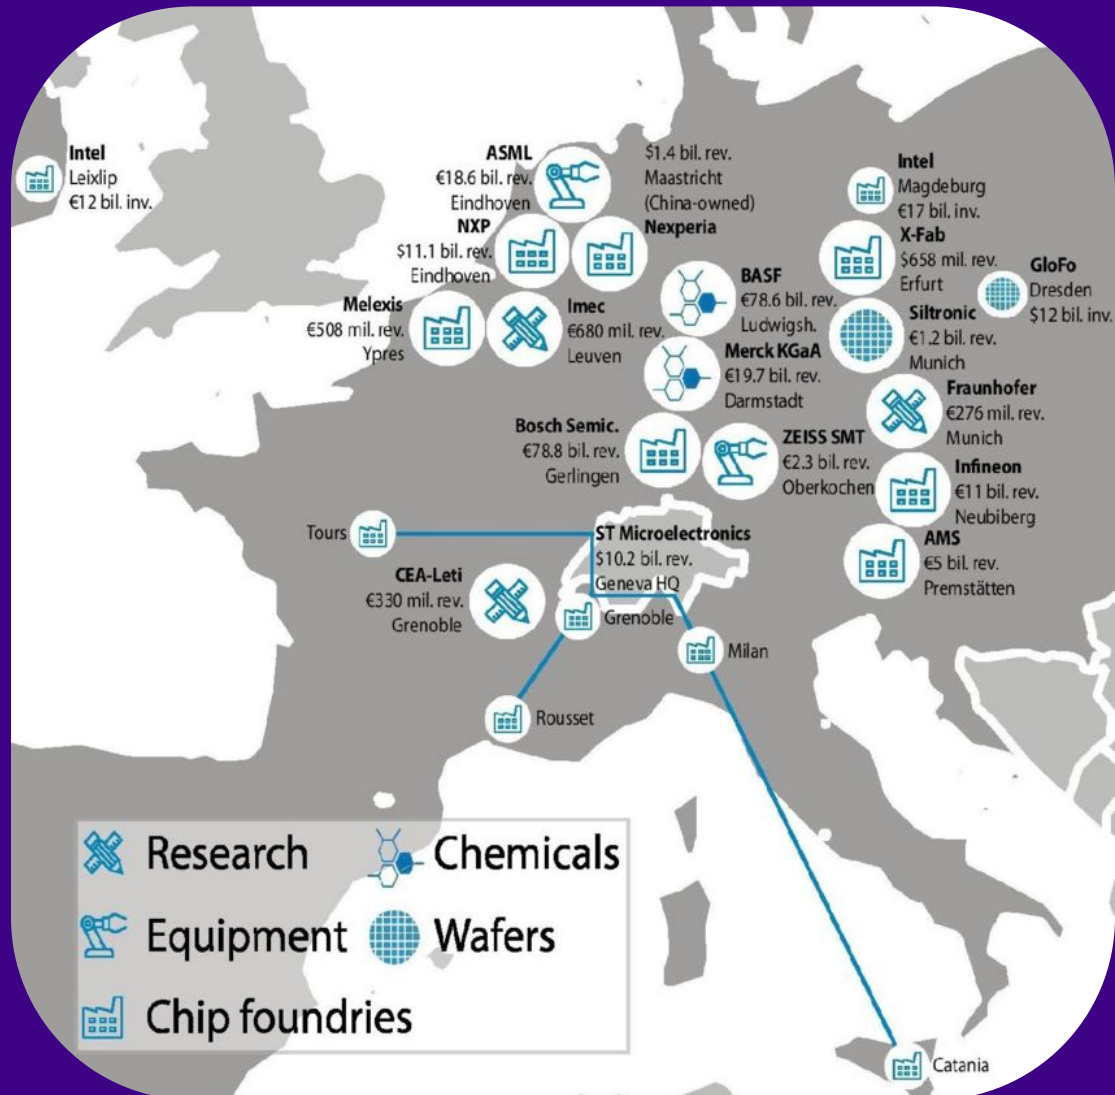 Intel
Leixlip
€12 bil. inv.
ASML
€18.6 bil. rev.
Eindhoven
$1.4 bil. rev.
Maastricht
(China-owned)
Nexperia
NXP
$11.1 bil. rev.
Eindhoven
Melexis
€508 mil. rev.
Ypres
Imec
€680 mil. rev.
Leuven
BASF
€78.6 bil. rev.
Ludwigsh.
Merck KGaA
€19.7 bil. rev.
Darmstadt
Intel
Magdeburg
€17 bil. inv.
X-Fab
$658 mil. rev.
Erfurt
GloFo
Dresden
$12 bil. inv.
Siltronic
€1.2 bil. rev.
Munich
Fraunhofer
€276 mil. rev.
Munich
Bosch Semic.
€78.8 bil. rev.
Gerlingen
ZEISS SMT
€2.3 bil. rev.
Oberkochen
Infineon
€11 bil. rev.
Neubiberg
AMS
€5 bil. rev.
Premstätten
Tours
ST Microelectronics
$10.2 bil. rev.
Geneva HQ
CEA-Leti
€330 mil. rev.
Grenoble
Grenoble
Milan
Rousset
Catania
Research
Chemicals
Equipment
Wafers
Chip foundries